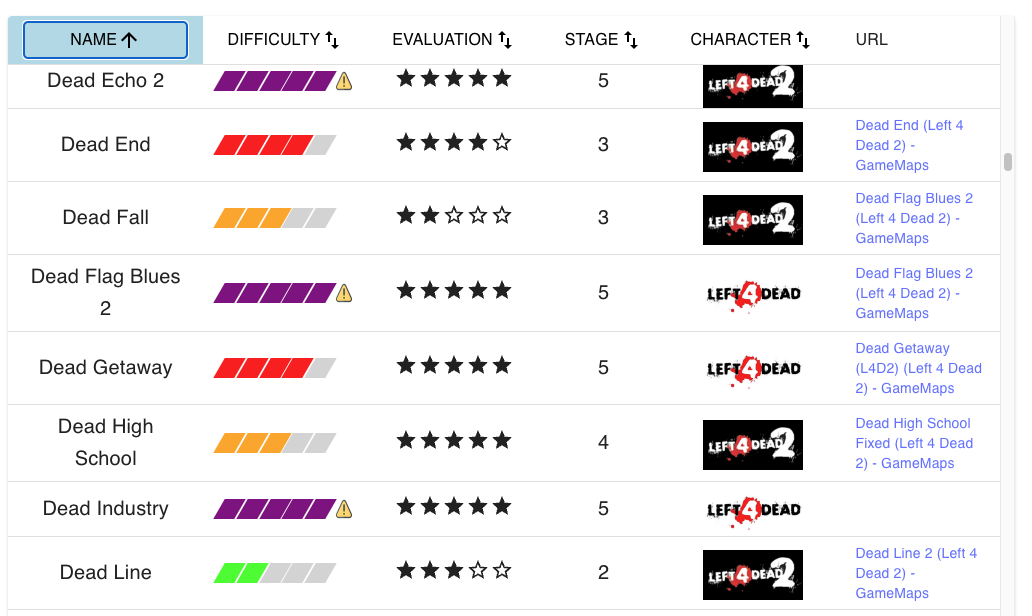 NAME DIFFICULTY EVALUATION STAGE CHARACTER URL
Dead Echo 2 5 LEFT 4 DEAD 2
Dead End 3 LEFT 4 DEAD 2 Dead End (Left 4
Dead 2) -
GameMaps
Dead Fall 3 LEFT 4 DEAD 2 Dead Flag Blues 2
(Left 4 Dead 2) -
GameMaps
Dead Flag Blues
2
5 LEFT 4 DEAD Dead Flag Blues 2
(Left 4 Dead 2) -
GameMaps
Dead Getaway 5 LEFT 4 DEAD Dead Getaway
(L4D2) (Left 4 Dead
2) - GameMaps
Dead High
School
4 LEFT 4 DEAD 2 Dead High School
Fixed (Left 4 Dead
2) - GameMaps
Dead Industry 5 LEFT 4 DEAD
Dead Line 2 LEFT 4 DEAD 2 Dead Line 2 (Left 4
Dead 2) -
GameMaps